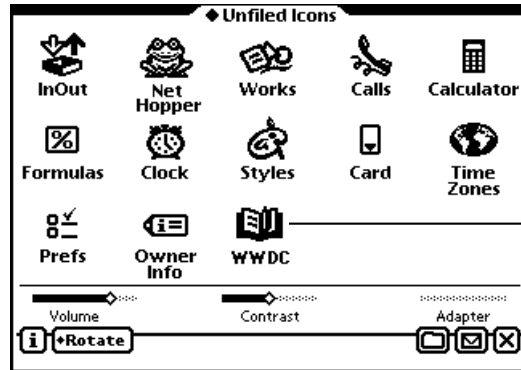 ◆Unfiled Icons
InOut
Net
Hopper
Works
Calls
Calculator
Formulas
Clock
Styles
Card
Time
Zones
Prefs
Owner
Info
WWDC
Volume
Contrast
Adapter
i
◆Rotate